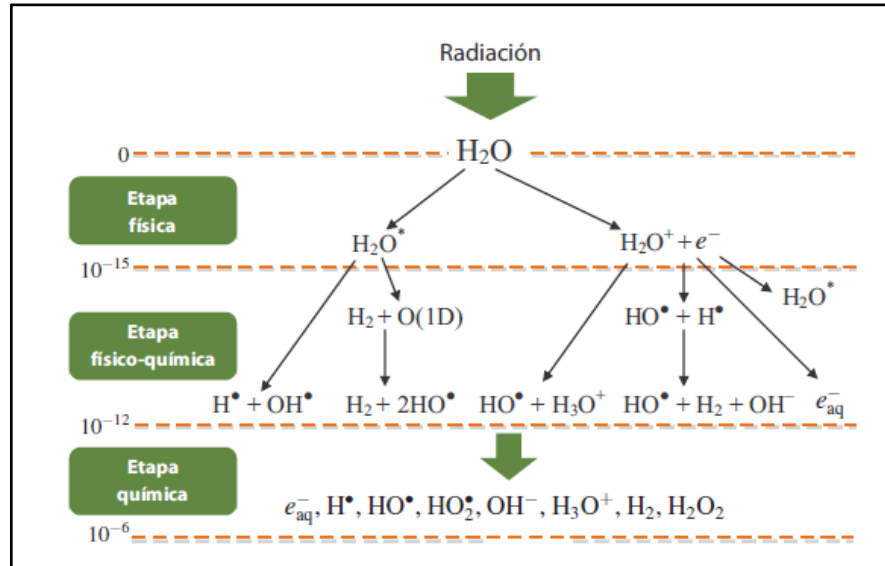 Radiación
0
H₂O
Etapa
física
H₂O*
H₂O⁺ + e⁻
10⁻¹⁵
H₂O*
H₂ + O(1D)
HO• + H•
Etapa
físico-química
H• + OH•
H₂ + 2HO•
HO• + H₃O⁺
HO• + H₂ + OH⁻
e⁻aq
10⁻¹²
Etapa
química
e⁻aq, H•, HO•, HO₂•, OH⁻, H₃O⁺, H₂, H₂O₂
10⁻⁶